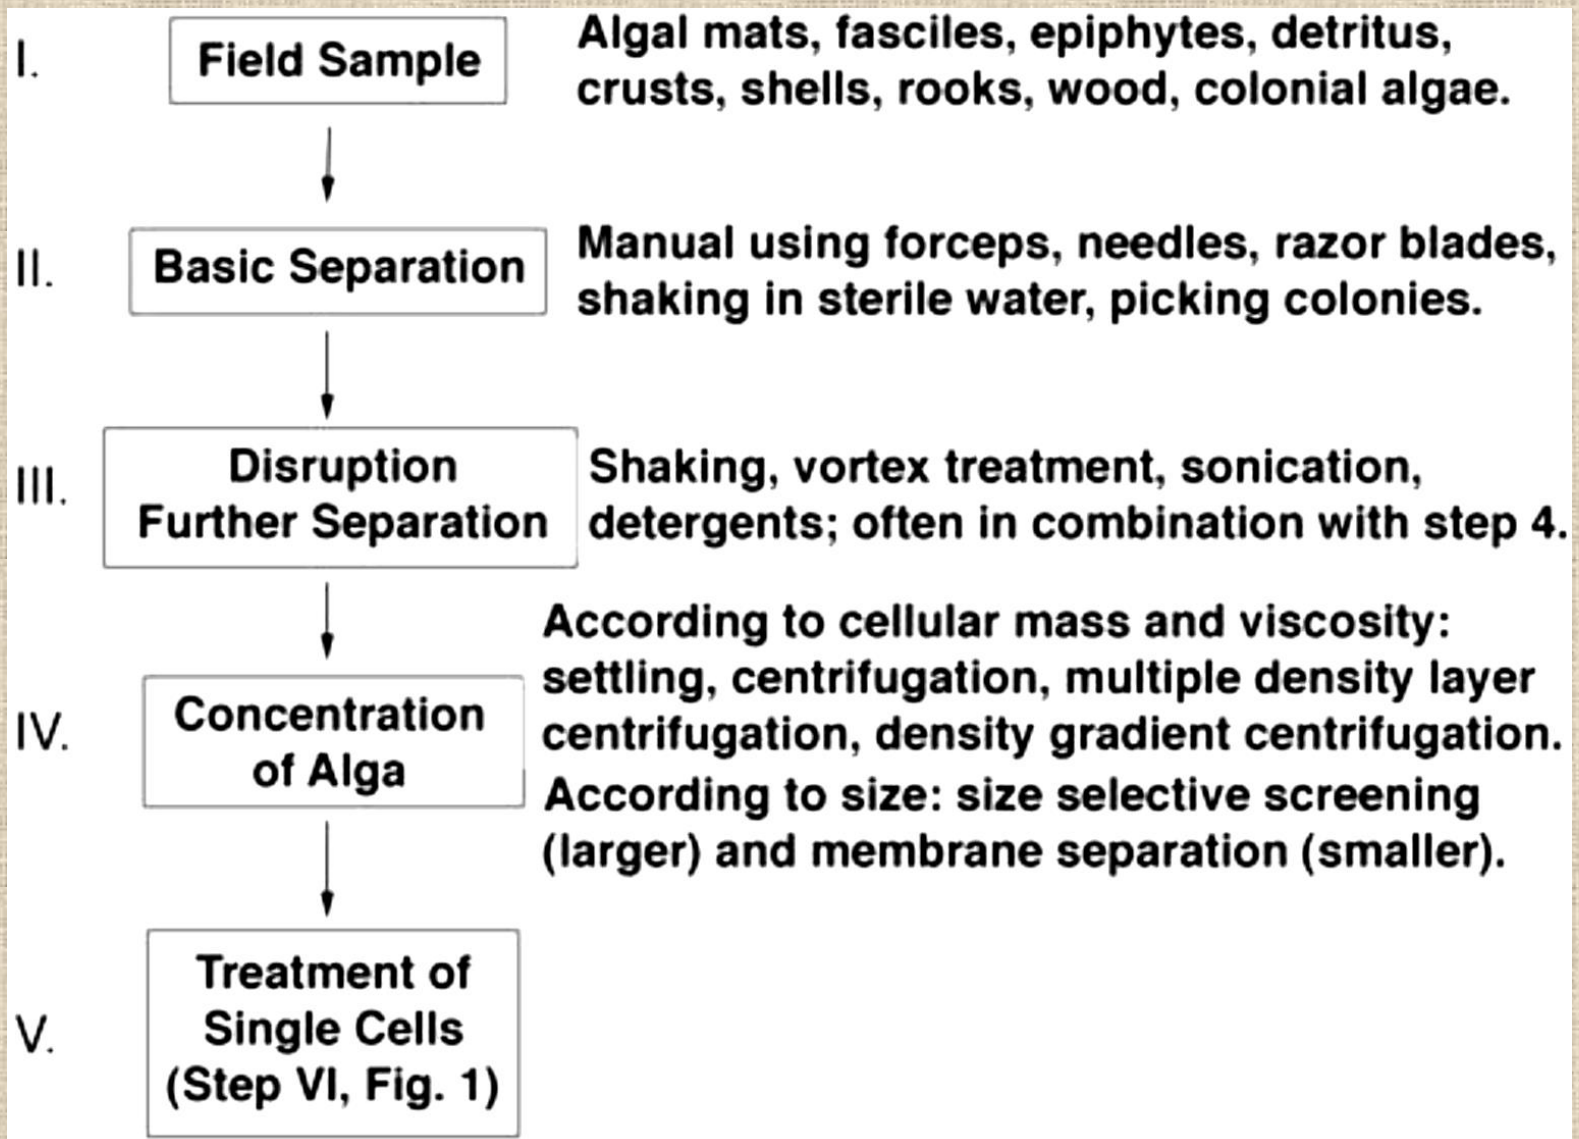 I.
Field Sample
Algal mats, fasciles, epiphytes, detritus,
crusts, shells, rooks, wood, colonial algae.
II.
Basic Separation
Manual using forceps, needles, razor blades,
shaking in sterile water, picking colonies.
III.
Disruption
Further Separation
Shaking, vortex treatment, sonication,
detergents; often in combination with step 4.
IV.
Concentration
of Alga
According to cellular mass and viscosity:
settling, centrifugation, multiple density layer
centrifugation, density gradient centrifugation.
According to size: size selective screening
(larger) and membrane separation (smaller).
V.
Treatment of
Single Cells
(Step VI, Fig. 1)